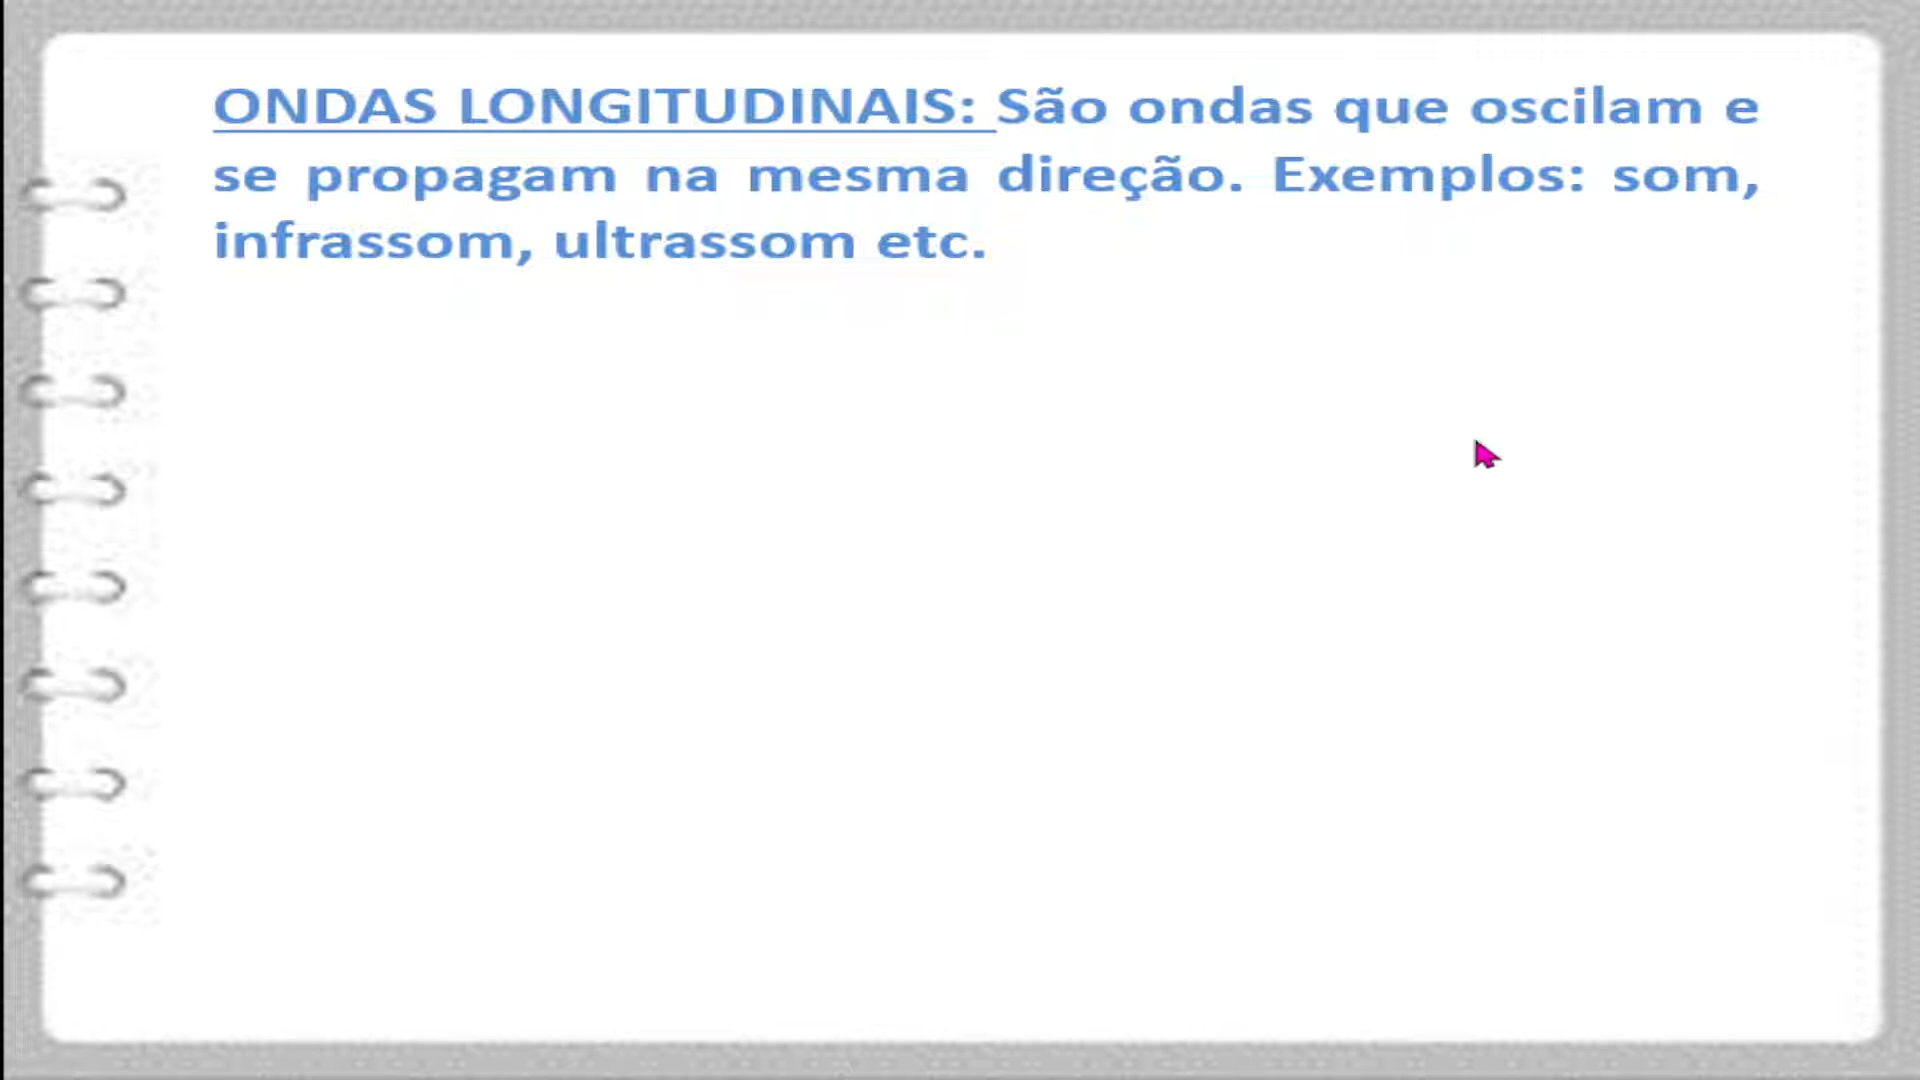 ONDAS LONGITUDINAIS: São ondas que oscilam e
se propagam na mesma direção. Exemplos: som,
infrassom, ultrassom etc.